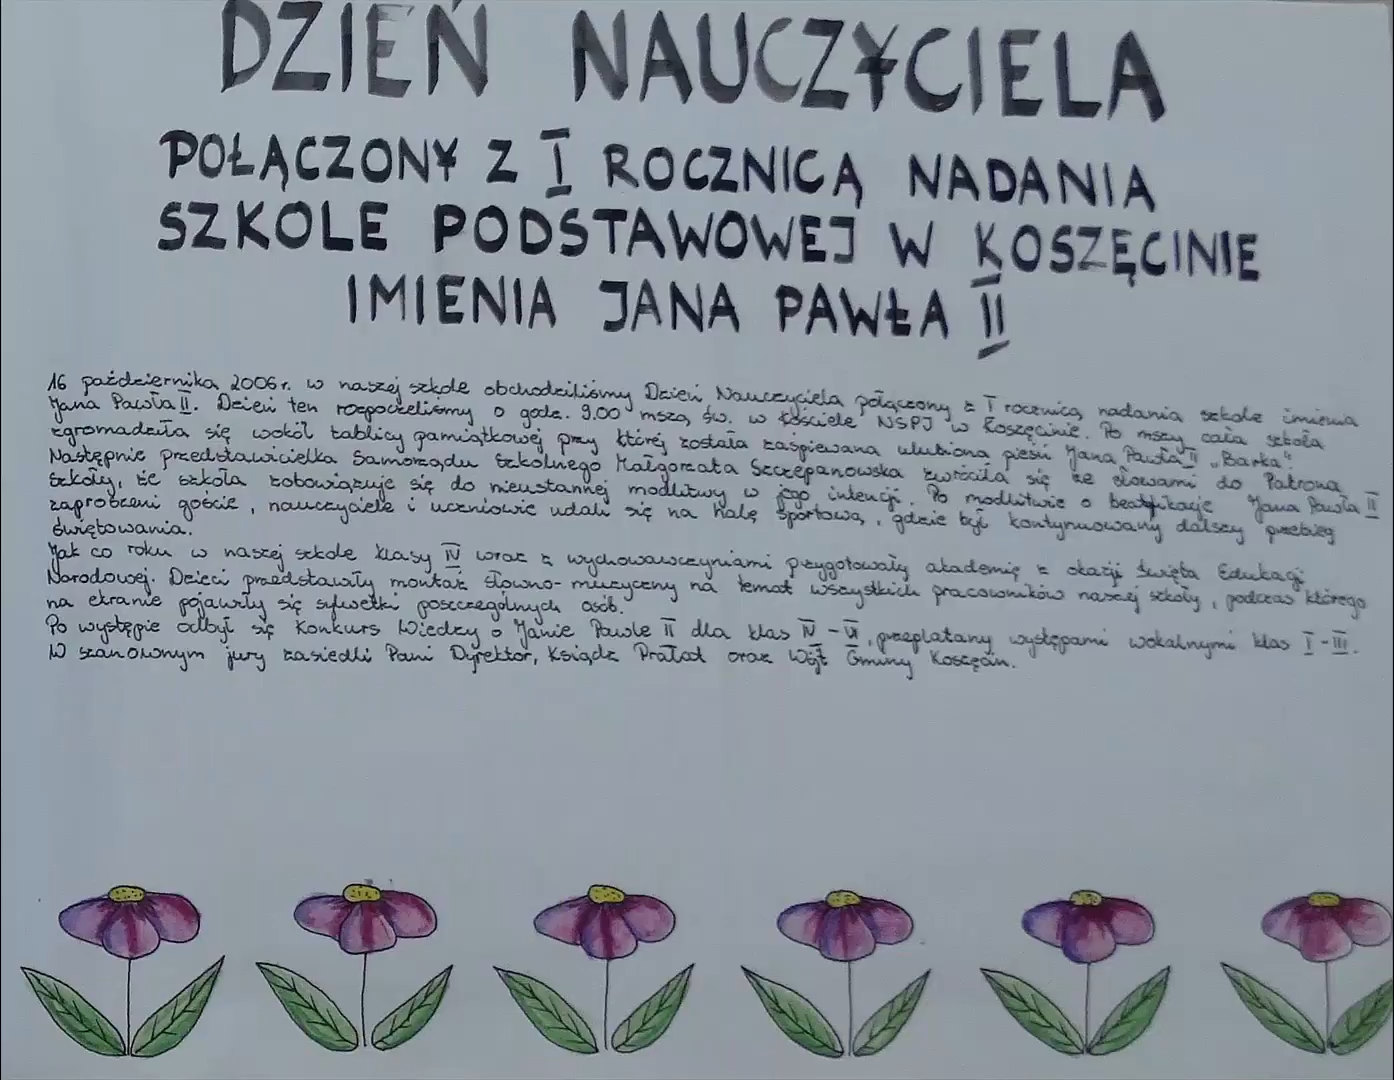 DZIEŃ NAUCZYCIELA
POŁĄCZONY Z I ROCZNICĄ NADANIA
SZKOLE PODSTAWOWEJ W KOSZĘCINIE
IMIENIA JANA PAWŁA II
16 października 2006r. w naszej szkole obchodziliśmy Dzień Nauczyciela połączony z I rocznicą nadania szkole imienia
Jana Pawła II. Dzień ten rozpoczeliśmy o godz. 9.00 mszą św. w kościele NSPJ w Koszęcinie. Po mszy cała szkoła
zgromadziła się wokół tablicy pamiątkowej przy której została zaśpiewana ulubiona pieśń Jana Pawła II „Barka".
Następnie przedstawicielka Samorządu Szkolnego Małgorzata Szczepanowska zwróciła się ze słowami do Patrona
Szkoły, że szkoła zobowiązuje się do nieustannej modlitwy w jego intencji. Po modlitwie o beatyfikację Jana Pawła II
zaproszeni goście, nauczyciele i uczniowie udali się na halę sportową, gdzie był kontynuowany dalszy przebieg
świętowania.
Jak co roku w naszej szkole klasy IV wraz z wychowawczyniami przygotowały akademię z okazji Święta Edukacji
Narodowej. Dzieci przedstawiły montaż słowno-muzyczny na temat wszystkich pracowników naszej szkoły, podczas którego
na ekranie pojawiły się sylwetki poszczególnych osób.
Po występie odbył się Konkurs Wiedzy o Janie Pawle II dla klas IV-VI, przeplatany występami wokalnymi klas I-III.
W szanownym jury zasiedli Pani Dyrektor, Ksiądz Prałat oraz Wójt Gminy Koszęcin.